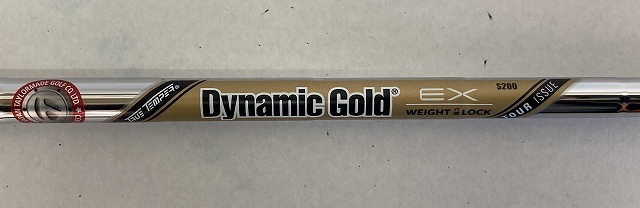 TAYLORMADE GOLF CO LTD
TRUE TEMPER®
Dynamic Gold®
EX
WEIGHT LOCK
S200
TOUR ISSUE